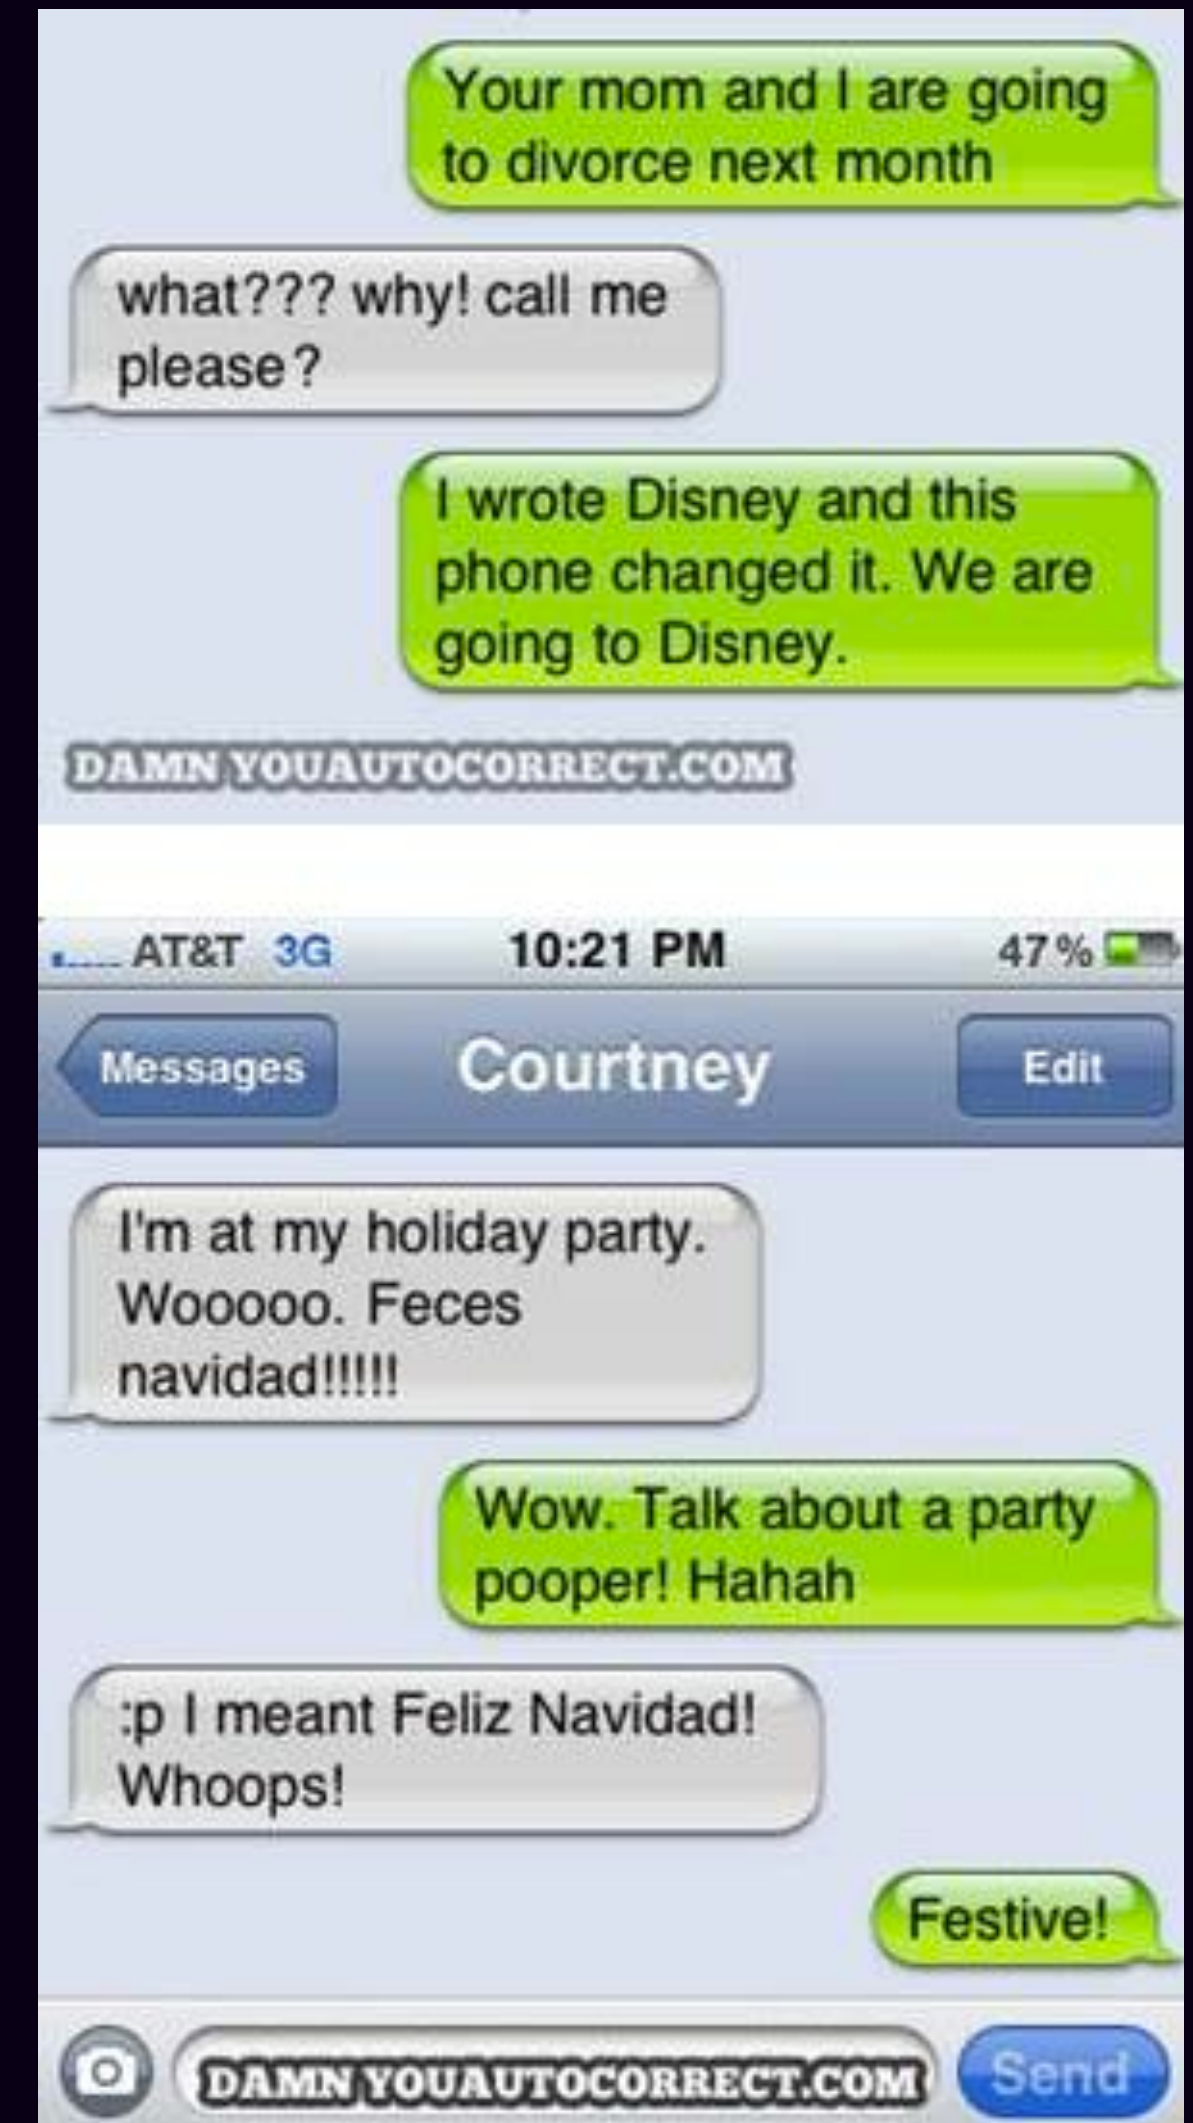 Your mom and I are going
to divorce next month
what??? why! call me
please?
I wrote Disney and this
phone changed it. We are
going to Disney.
DAMN YOUAUTOCORRECT.COM
AT&T 3G 10:21 PM 47%
Messages Courtney Edit
I'm at my holiday party.
Wooooo. Feces
navidad!!!!!
Wow. Talk about a party
pooper! Hahah
:p I meant Feliz Navidad!
Whoops!
Festive!
DAMN YOUAUTOCORRECT.COM Send